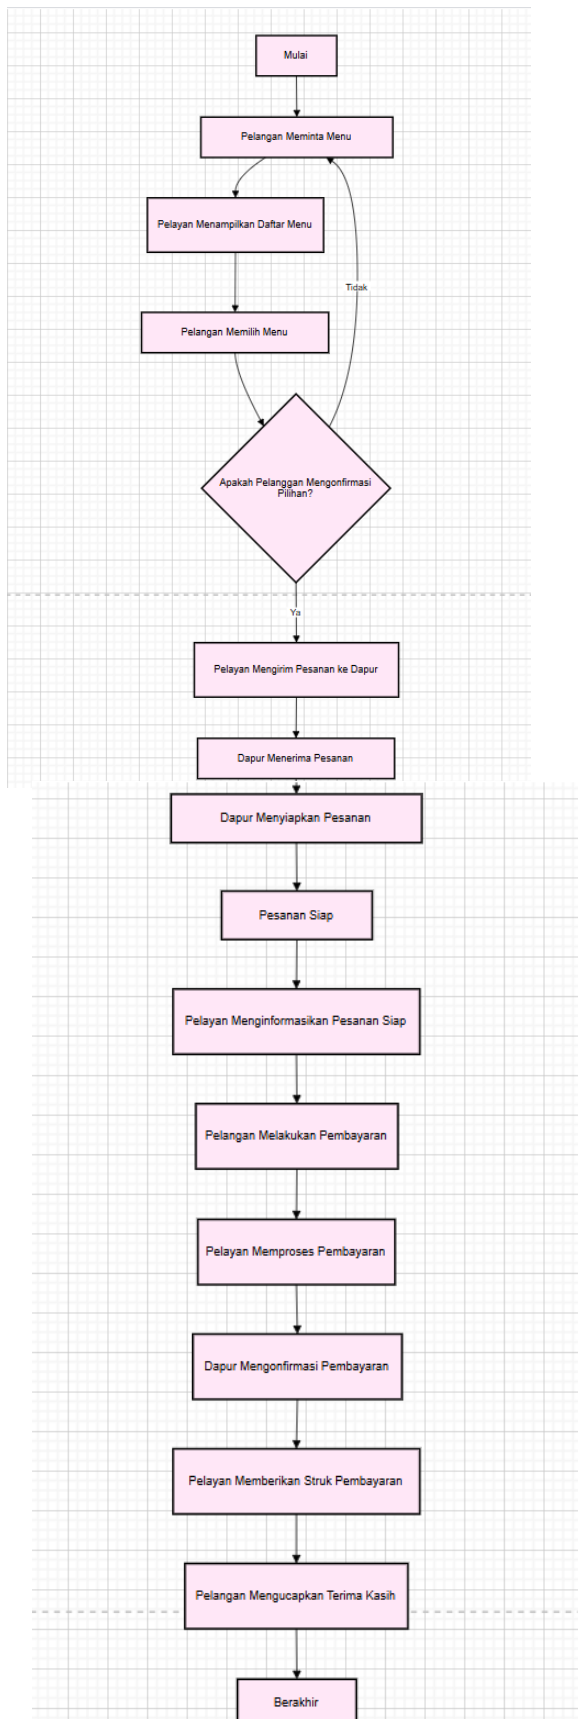 Mulai
Pelangan Meminta Menu
Pelayan Menampilkan Daftar Menu
Tidak
Pelangan Memilih Menu
Apakah Pelanggan Mengonfirmasi
Pilihan?
Ya
Pelayan Mengirim Pesanan ke Dapur
Dapur Menerima Pesanan
Dapur Menyiapkan Pesanan
Pesanan Siap
Pelayan Menginformasikan Pesanan Siap
Pelangan Melakukan Pembayaran
Pelayan Memproses Pembayaran
Dapur Mengonfirmasi Pembayaran
Pelayan Memberikan Struk Pembayaran
Pelangan Mengucapkan Terima Kasih
Berakhir